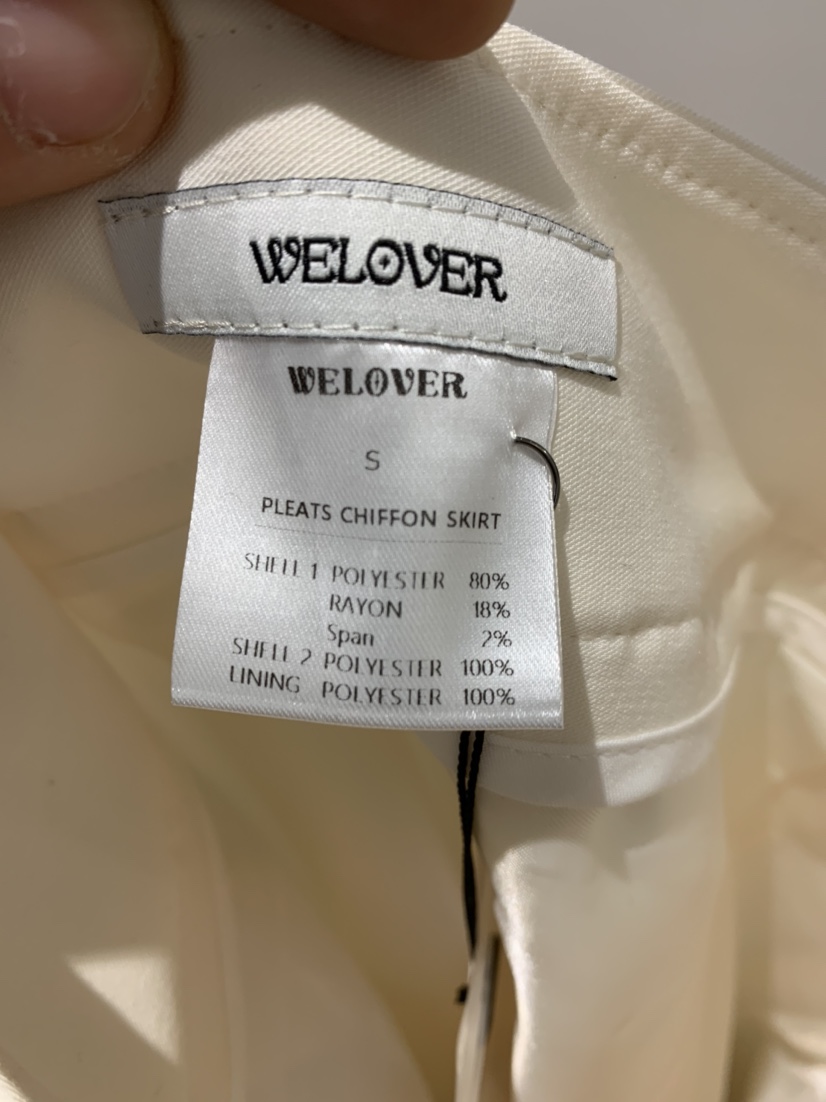 WELOVER
WELOVER
S
PLEATS CHIFFON SKIRT
SHELL 1 POLYESTER 80%
RAYON 18%
Span 2%
SHELL 2 POLYESTER 100%
LINING POLYESTER 100%